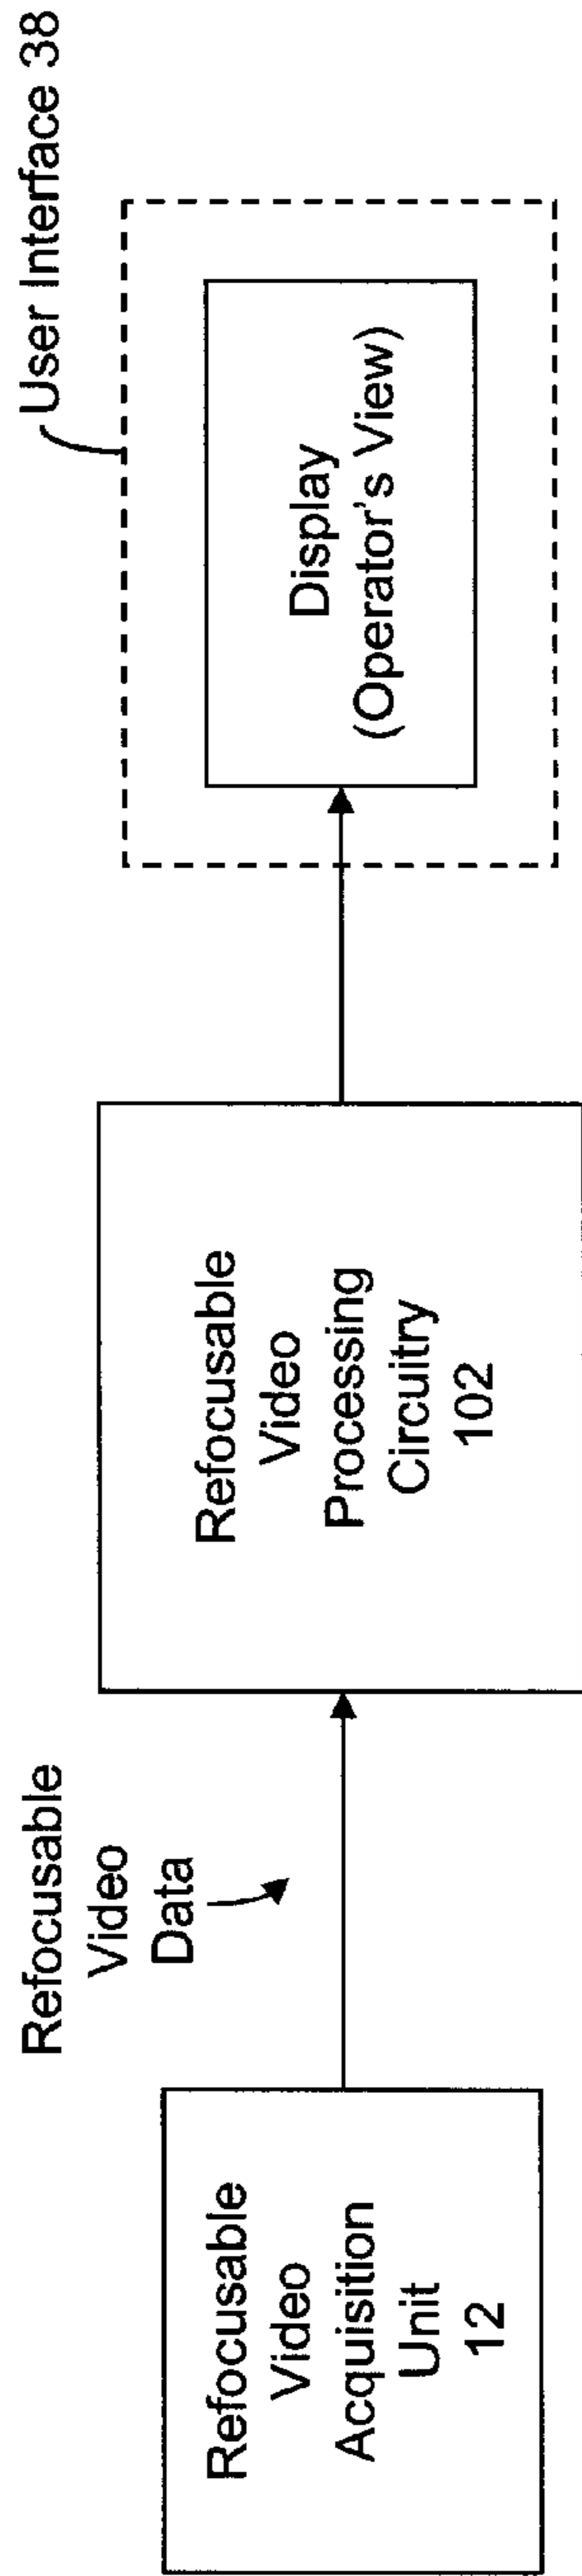 Refocusable
Video
Acquisition
Unit
12
Refocusable
Video
Data
Refocusable
Video
Processing
Circuitry
102
Display
(Operator's View)
User Interface 38